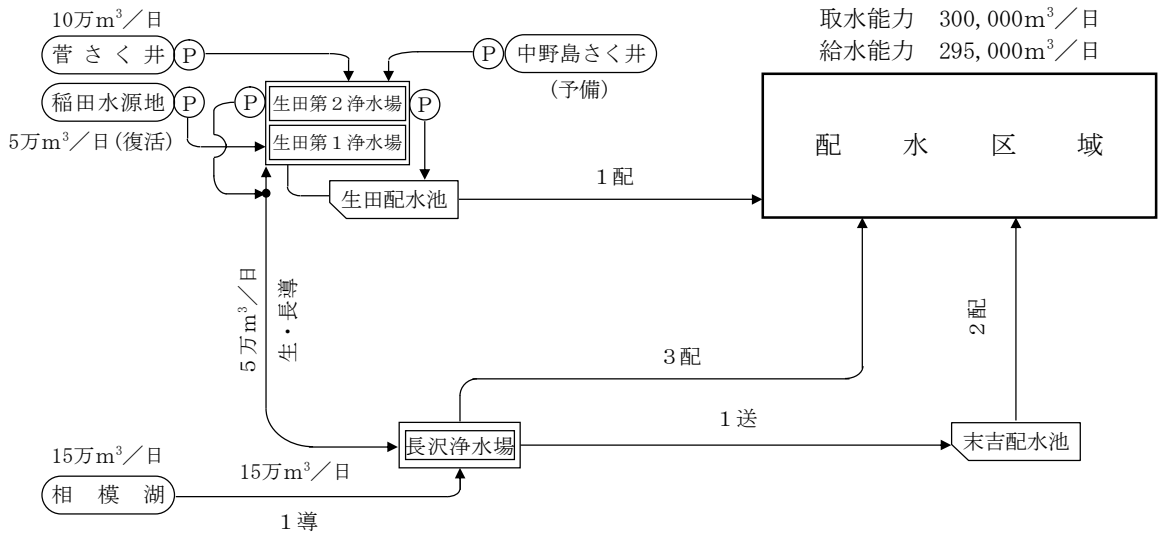 10万m³／日
取水能力　300,000m³／日
給水能力　295,000m³／日
菅さく井
P
P
中野島さく井
(予備)
稲田水源地
P
P
生田第２浄水場
P
5万m³／日(復活)
生田第１浄水場
配水区域
１配
生田配水池
５万m³／日
生・長導
２配
３配
１送
長沢浄水場
末吉配水池
15万m³／日
15万m³／日
相模湖
１導